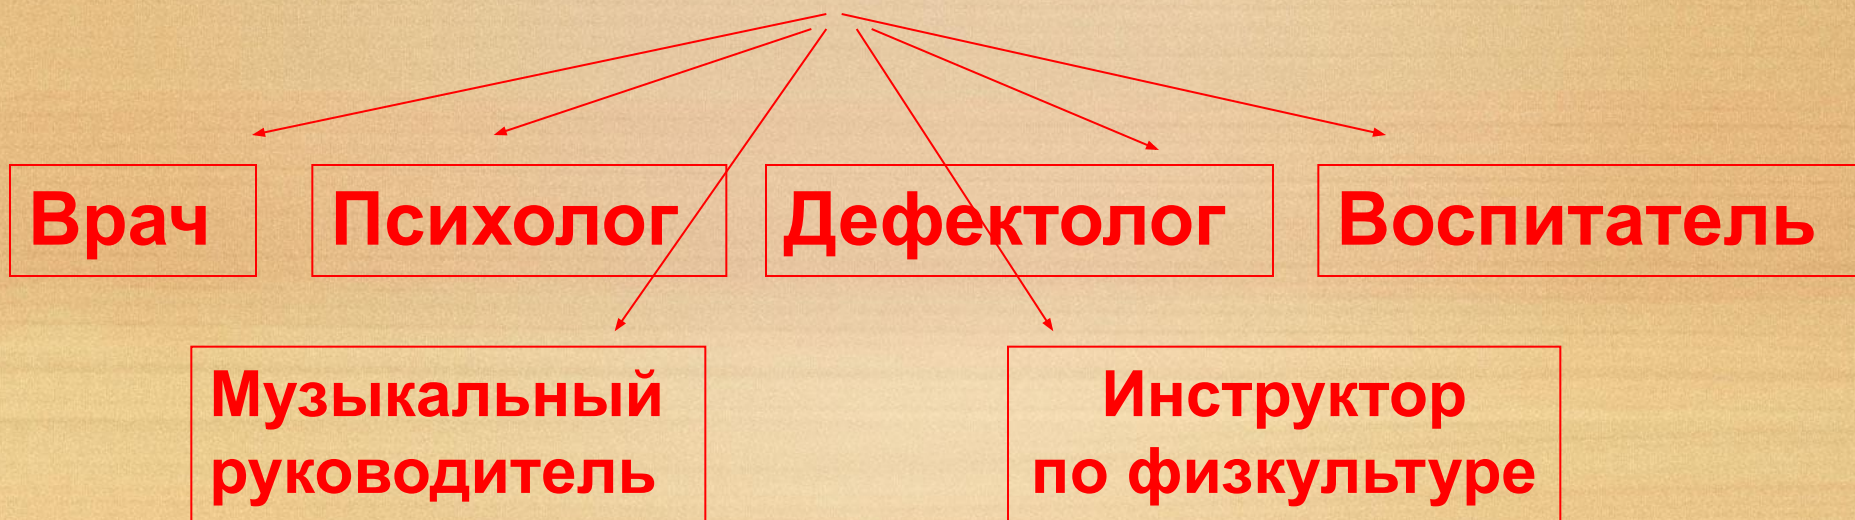 Врач
Психолог
Дефектолог
Воспитатель
Музыкальный
руководитель
Инструктор
по физкультуре